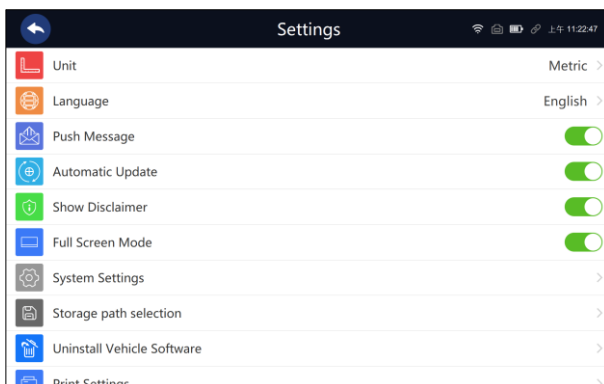 Settings 上午 11:22:47
Unit Metric
Language English
Push Message
Automatic Update
Show Disclaimer
Full Screen Mode
System Settings
Storage path selection
Uninstall Vehicle Software
Print Settings